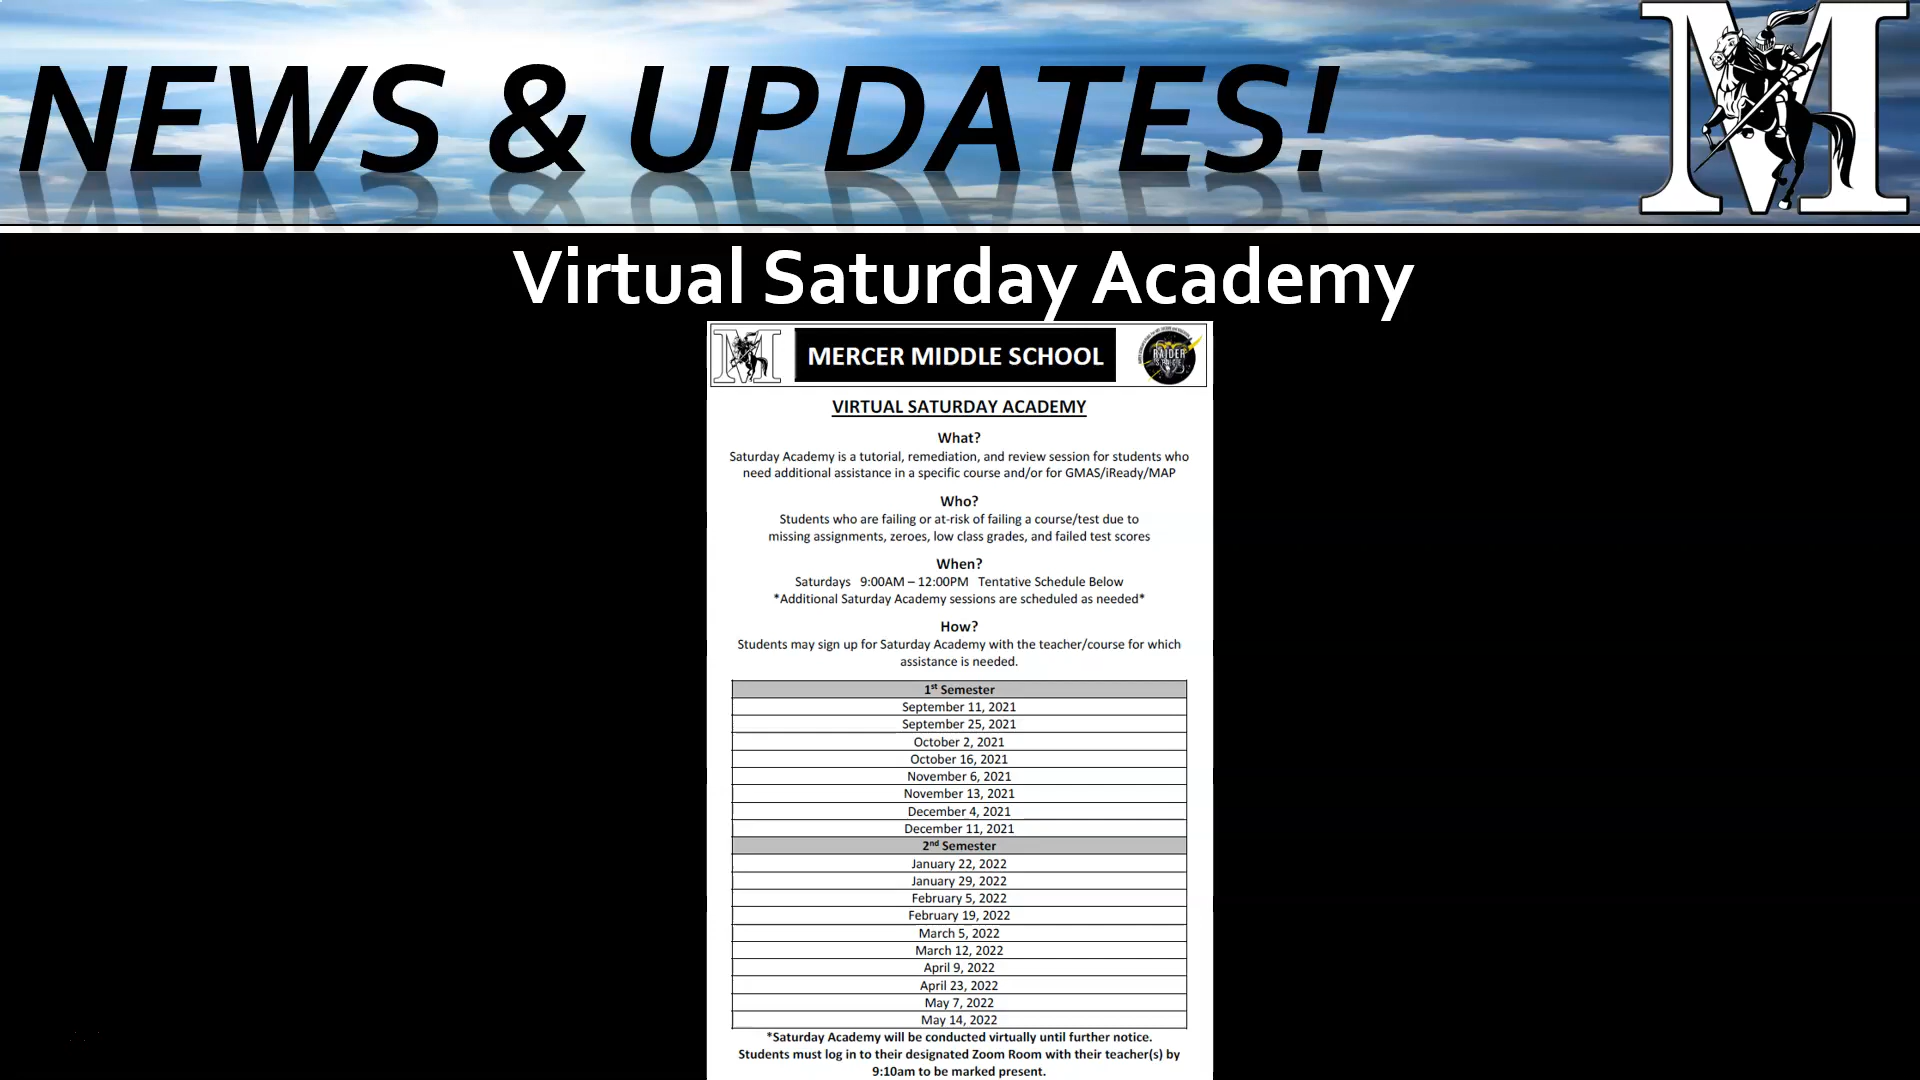 NEWS & UPDATES!
Virtual Saturday Academy
MERCER MIDDLE SCHOOL
RAIDER
VIRTUAL SATURDAY ACADEMY
What?
Saturday Academy is a tutorial, remediation, and review session for students who
need additional assistance in a specific course and/or for GMAS/iReady/MAP
Who?
Students who are failing or at-risk of failing a course/test due to
missing assignments, zeroes, low class grades, and failed test scores
When?
Saturdays 9:00AM – 12:00PM Tentative Schedule Below
*Additional Saturday Academy sessions are scheduled as needed*
How?
Students may sign up for Saturday Academy with the teacher/course for which
assistance is needed.
1st Semester
September 11, 2021
September 25, 2021
October 2, 2021
October 16, 2021
November 6, 2021
November 13, 2021
December 4, 2021
December 11, 2021
2nd Semester
January 22, 2022
January 29, 2022
February 5, 2022
February 19, 2022
March 5, 2022
March 12, 2022
April 9, 2022
April 23, 2022
May 7, 2022
May 14, 2022
*Saturday Academy will be conducted virtually until further notice.
Students must log in to their designated Zoom Room with their teacher(s) by
9:10am to be marked present.